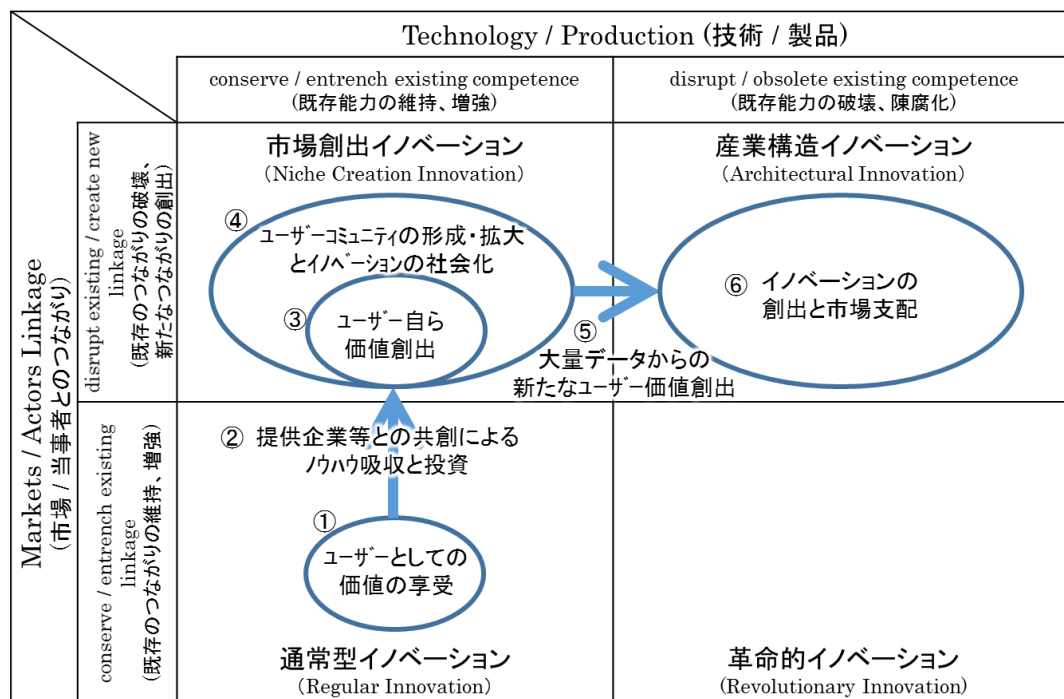 Technology / Production (技術 / 製品)
conserve / entrench existing competence
(既存能力の維持、増強)
disrupt / obsolete existing competence
(既存能力の破壊、陳腐化)
Markets / Actors Linkage
(市場 / 当事者とのつながり)
disrupt existing / create new
linkage
(既存のつながりの破壊、
新たなつながりの創出)
市場創出イノベーション
(Niche Creation Innovation)
④
ユーザーコミュニティの形成・拡大
とイノベーションの社会化
③
ユーザー自ら
価値創出
⑤
大量データからの
新たなユーザー価値創出
産業構造イノベーション
(Architectural Innovation)
⑥ イノベーションの
創出と市場支配
conserve / entrench existing
linkage
(既存のつながりの維持、増強)
② 提供企業等との共創による
ノウハウ吸収と投資
①
ユーザーとしての
価値の享受
通常型イノベーション
(Regular Innovation)
革命的イノベーション
(Revolutionary Innovation)